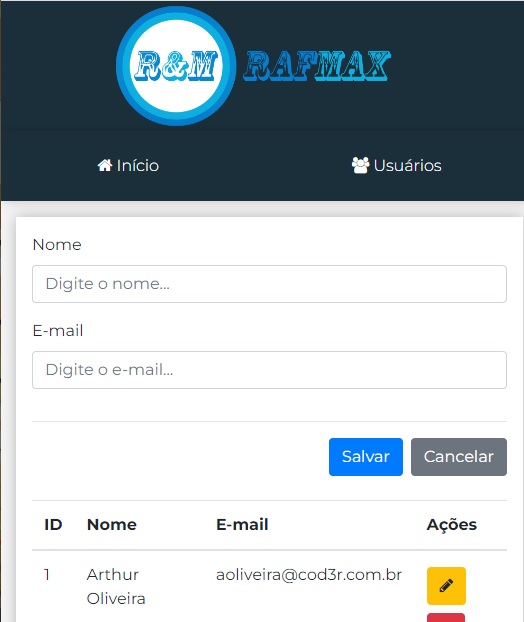 R&M RAFMAX
Início Usuários
Nome
Digite o nome...
E-mail
Digite o e-mail...
Salvar Cancelar
ID Nome E-mail Ações
1 Arthur aoliveira@cod3r.com.br
Oliveira